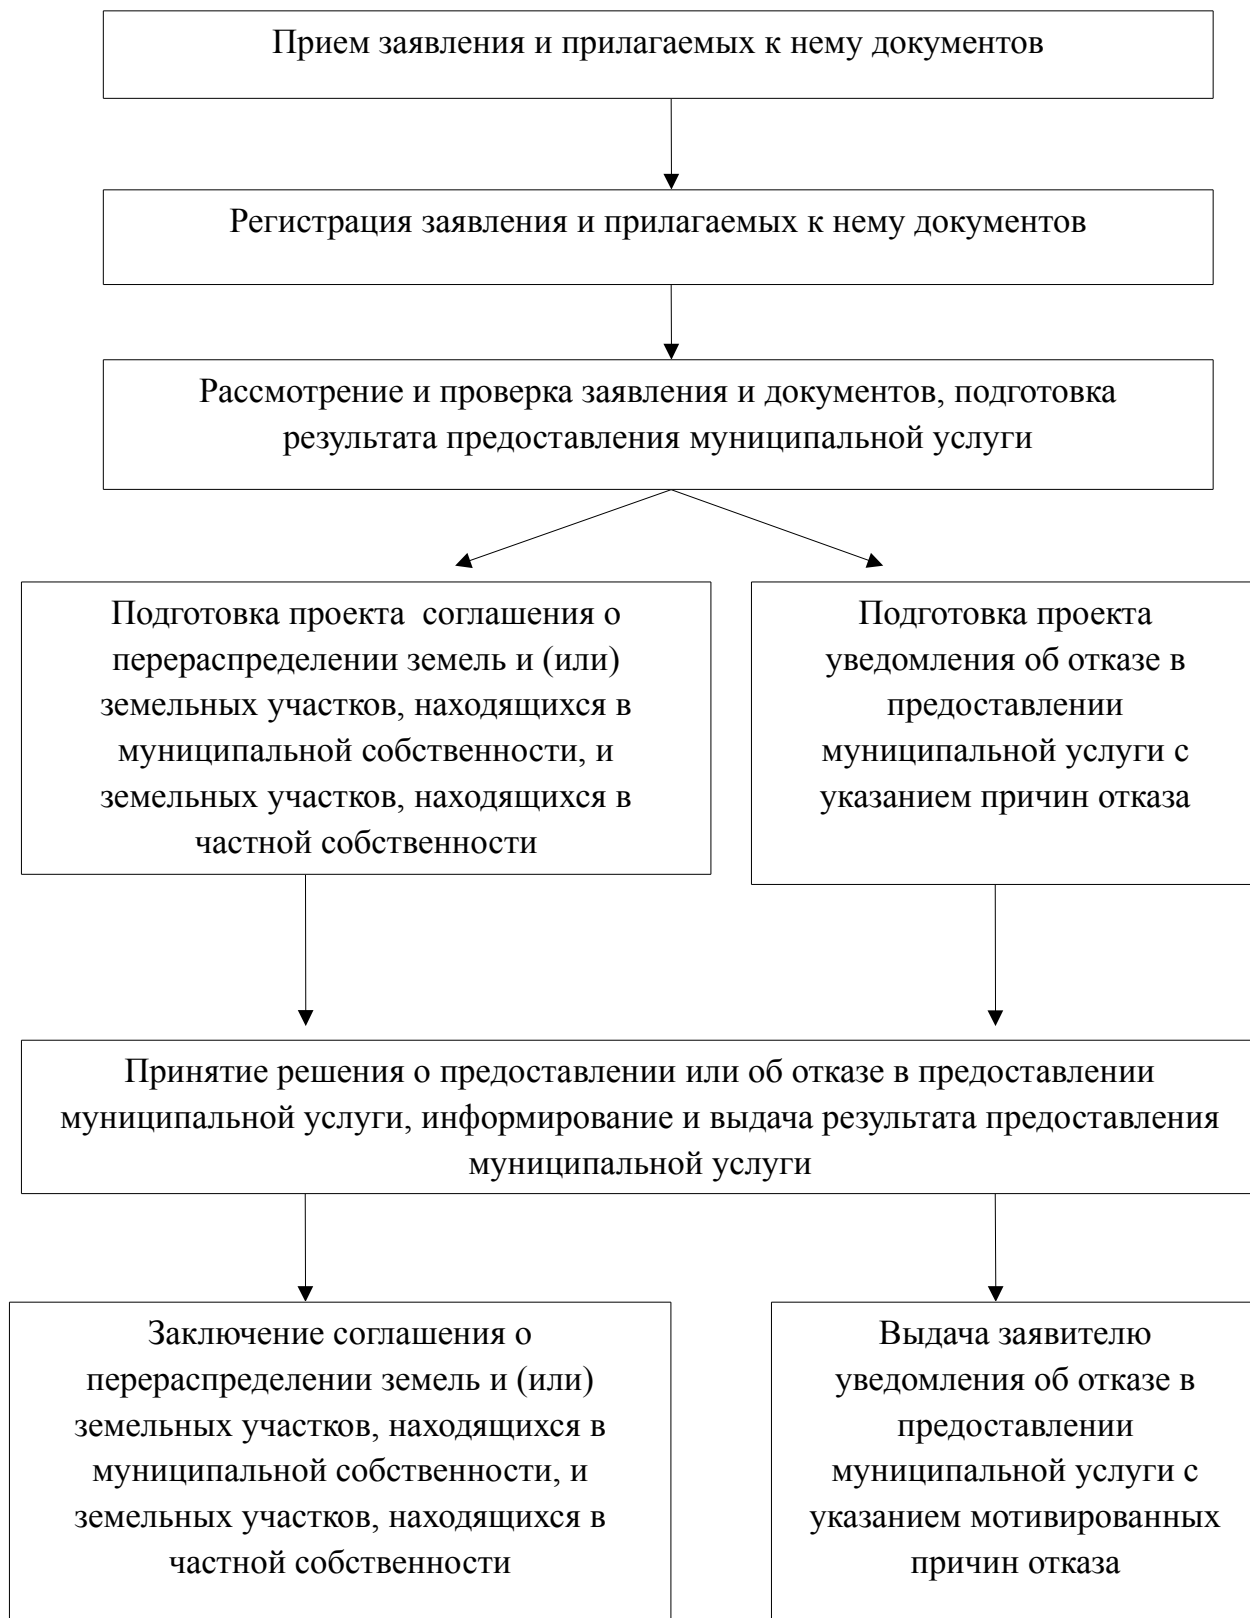 Прием заявления и прилагаемых к нему документов
Регистрация заявления и прилагаемых к нему документов
Рассмотрение и проверка заявления и документов, подготовка
результата предоставления муниципальной услуги
Подготовка проекта  соглашения о
перераспределении земель и (или)
земельных участков, находящихся в
муниципальной собственности, и
земельных участков, находящихся в
частной собственности
Подготовка проекта
уведомления об отказе в
предоставлении
муниципальной услуги с
указанием причин отказа
Принятие решения о предоставлении или об отказе в предоставлении
муниципальной услуги, информирование и выдача результата предоставления
муниципальной услуги
Заключение соглашения о
перераспределении земель и (или)
земельных участков, находящихся в
муниципальной собственности, и
земельных участков, находящихся в
частной собственности
Выдача заявителю
уведомления об отказе в
предоставлении
муниципальной услуги с
указанием мотивированных
причин отказа